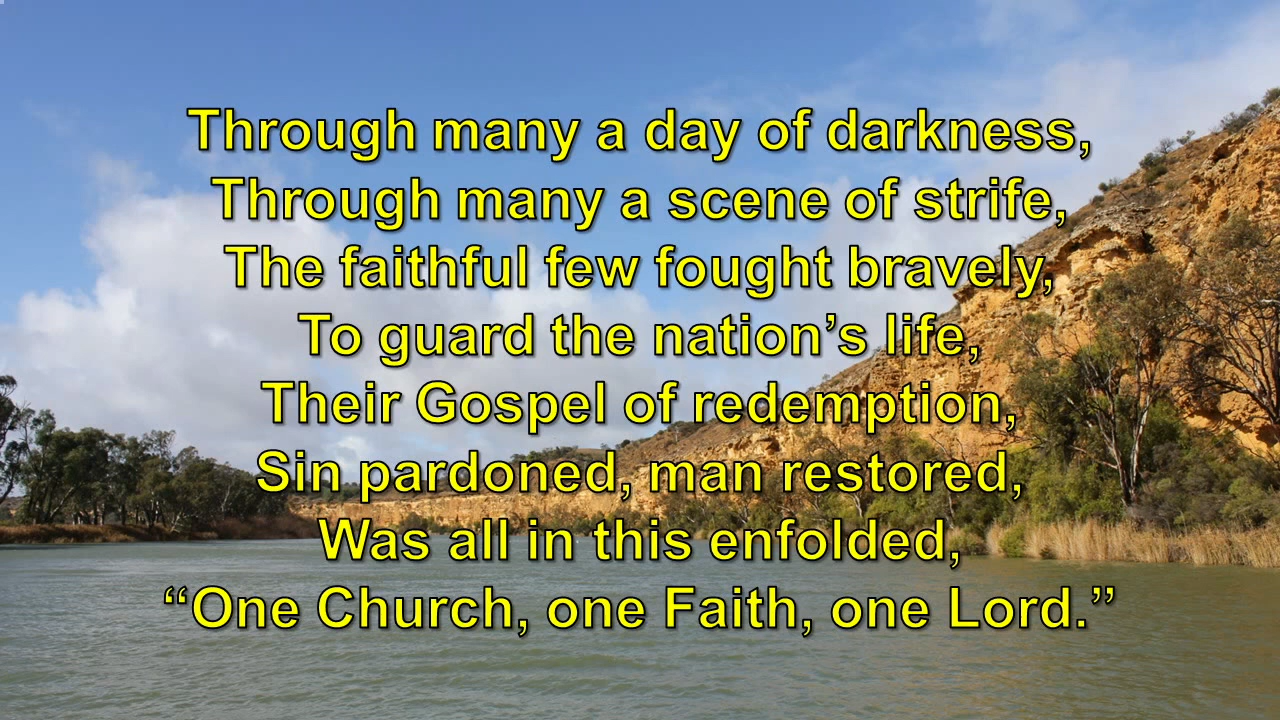 Through many a day of darkness,
Through many a scene of strife,
The faithful few fought bravely,
To guard the nation’s life,
Their Gospel of redemption,
Sin pardoned, man restored,
Was all in this enfolded,
“One Church, one Faith, one Lord.”